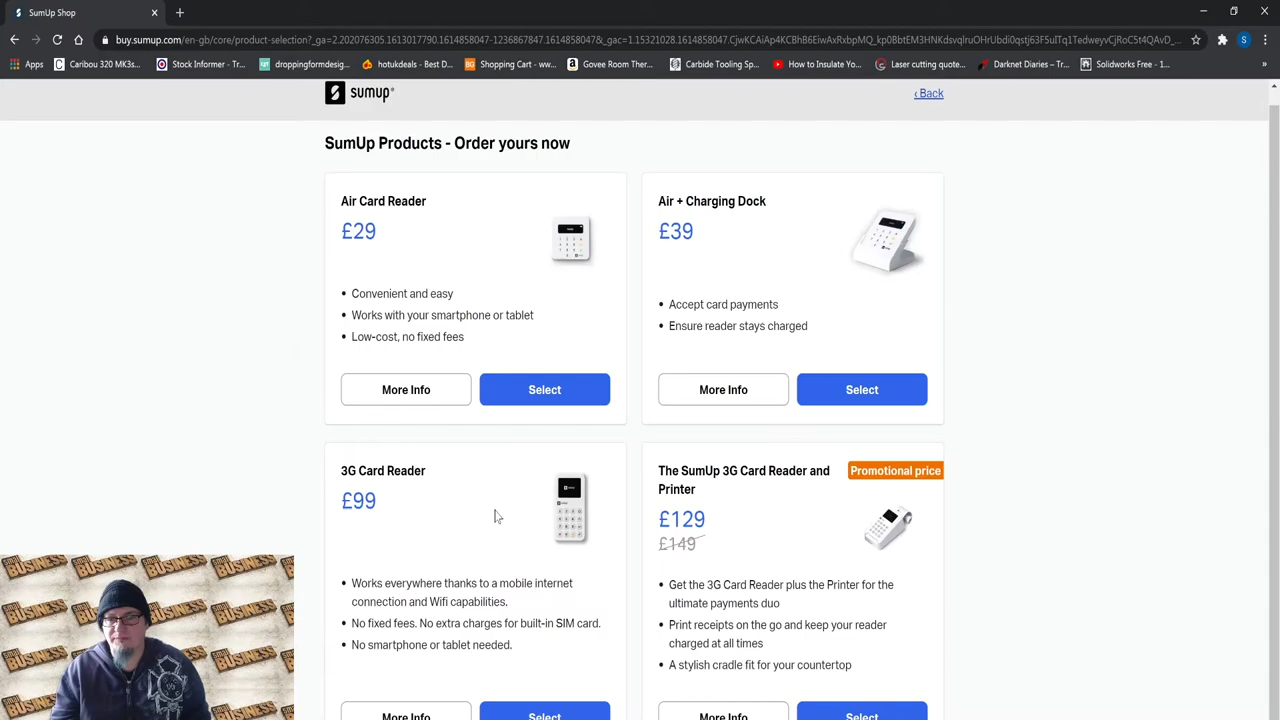 SumUp Shop
buy.sumup.com/en-gb/core/product-selection?_ga=2.202076305.1613017790.1614858047-1236867847.1614858047&_gac=1.15321028.1614858047.
Apps
Caribou 320 MK3s...
Stock Informer - Tr...
droppingformdesig...
hotukdeals - Best D...
Shopping Cart - ww...
Govee Room Ther...
Carbide Tooling Sp...
How to Insulate Yo...
Laser cutting quote...
Darknet Diaries – Tr...
Solidworks Free - 1...
sumup®
‹ Back
SumUp Products - Order yours now
Air Card Reader
£29
• Convenient and easy
• Works with your smartphone or tablet
• Low-cost, no fixed fees
More Info
Select
Air + Charging Dock
£39
• Accept card payments
• Ensure reader stays charged
More Info
Select
3G Card Reader
£99
• Works everywhere thanks to a mobile internet
connection and Wifi capabilities.
• No fixed fees. No extra charges for built-in SIM card.
• No smartphone or tablet needed.
More Info
Select
The SumUp 3G Card Reader and
Printer
Promotional price
£129
£149
• Get the 3G Card Reader plus the Printer for the
ultimate payments duo
• Print receipts on the go and keep your reader
charged at all times
• A stylish cradle fit for your countertop
More Info
Select
BUSINESS